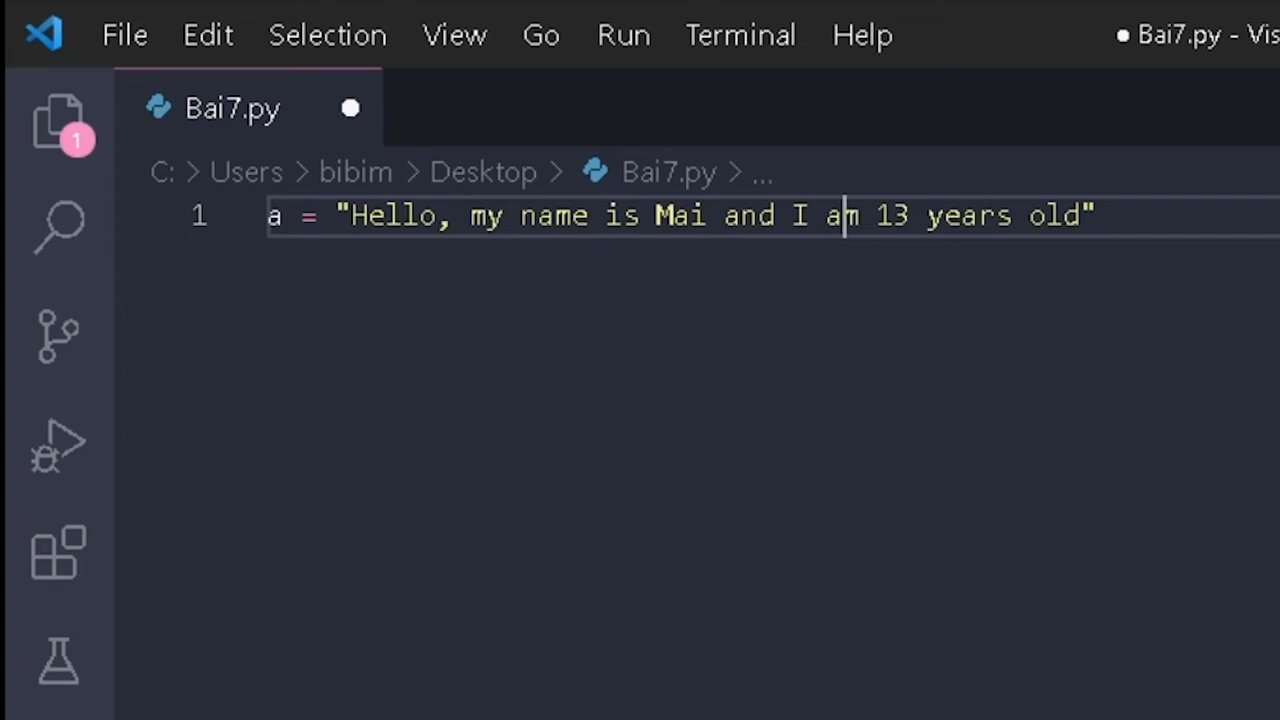 File Edit Selection View Go Run Terminal Help ● Bai7.py - Vis
Bai7.py ●
1
C: > Users > bibim > Desktop > Bai7.py > ...
1 a = "Hello, my name is Mai and I am 13 years old"